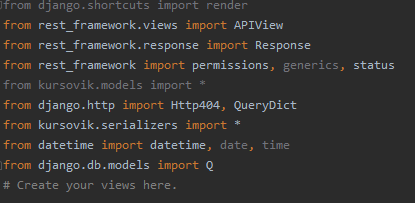 from django.shortcuts import render
from rest_framework.views import APIView
from rest_framework.response import Response
from rest_framework import permissions, generics, status
from kursovik.models import *
from django.http import Http404, QueryDict
from kursovik.serializers import *
from datetime import datetime, date, time
from django.db.models import Q
# Create your views here.